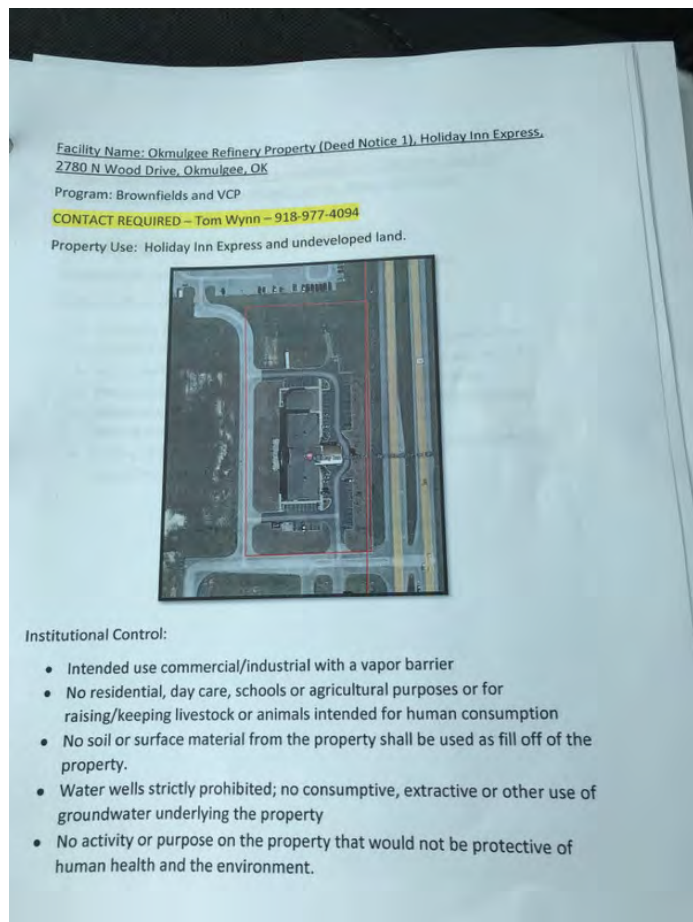 Facility Name: Okmulgee Refinery Property (Deed Notice 1), Holiday Inn Express,
2780 N Wood Drive, Okmulgee, OK
Program: Brownfields and VCP
CONTACT REQUIRED – Tom Wynn – 918-977-4094
Property Use: Holiday Inn Express and undeveloped land.
Institutional Control:
• Intended use commercial/industrial with a vapor barrier
• No residential, day care, schools or agricultural purposes or for
raising/keeping livestock or animals intended for human consumption
• No soil or surface material from the property shall be used as fill off of the
property.
• Water wells strictly prohibited; no consumptive, extractive or other use of
groundwater underlying the property
• No activity or purpose on the property that would not be protective of
human health and the environment.